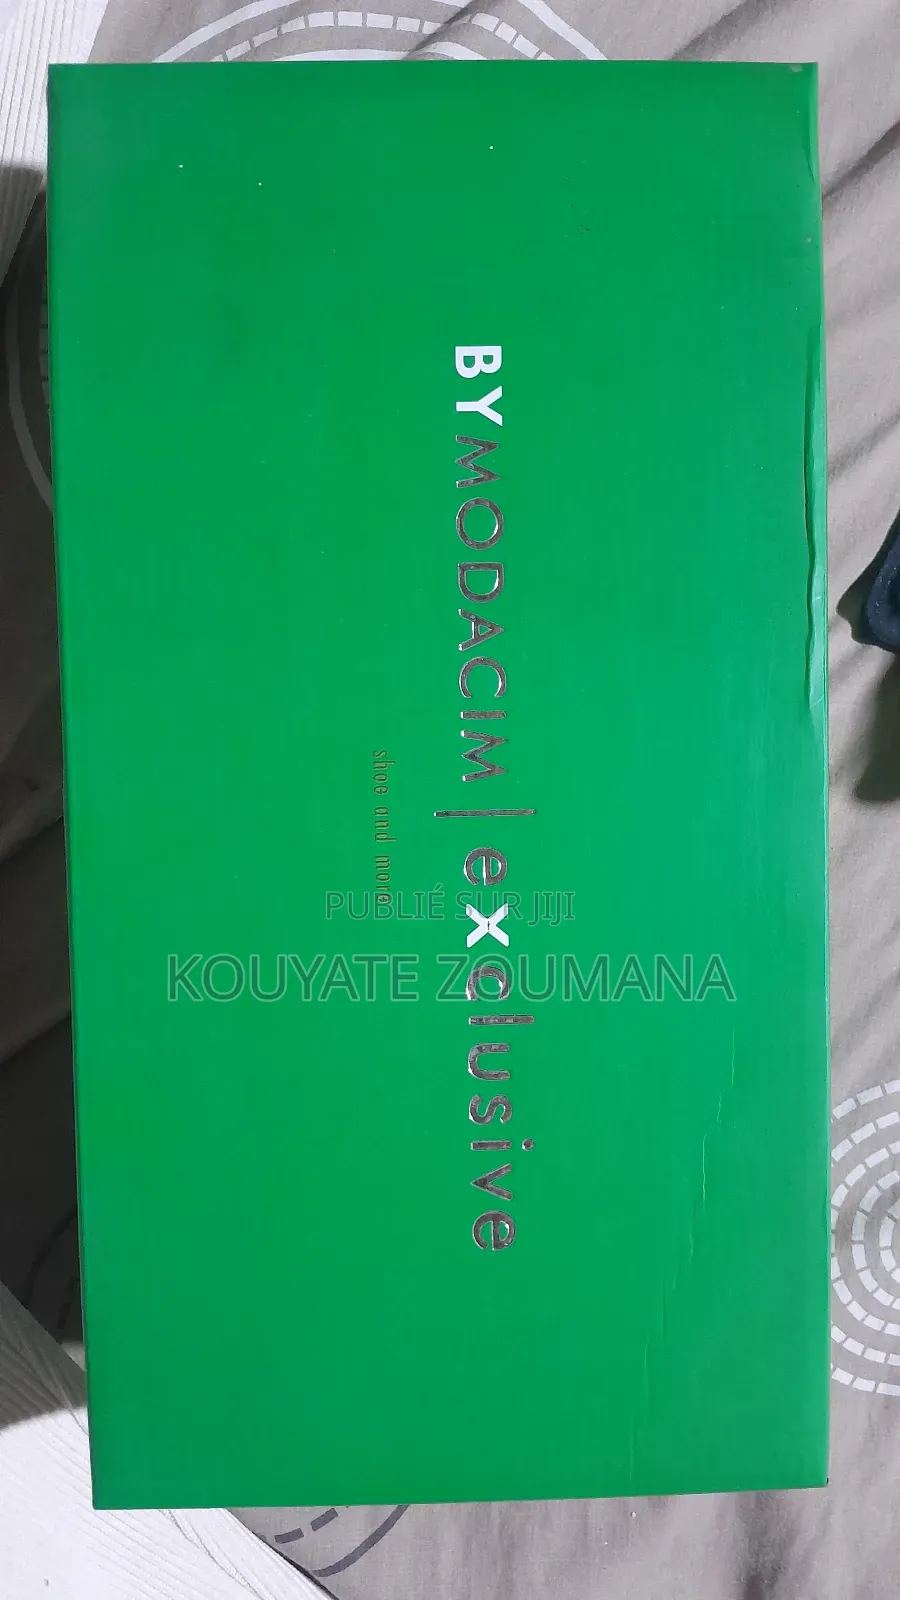 BYMODACIM | eXclusive
shoe and more
PUBLIÉ SUR JIJI
KOUYATE ZOUMANA